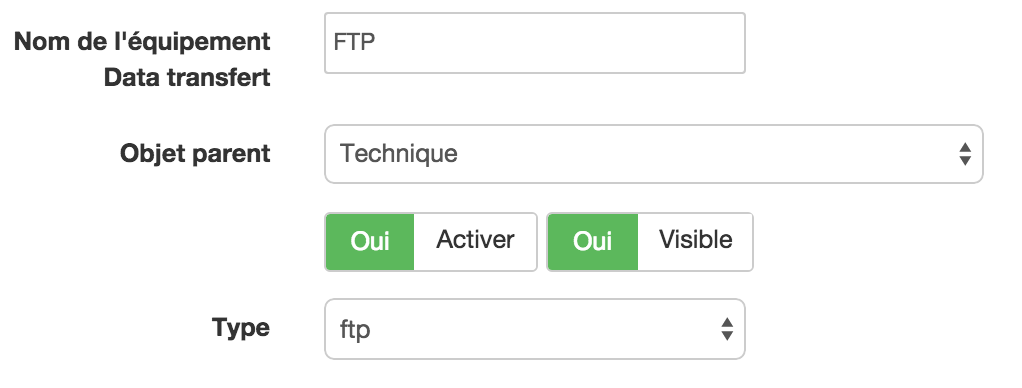 Nom de l'équipement
Data transfert
FTP
Objet parent
Technique
Oui Activer Oui Visible
Type
ftp